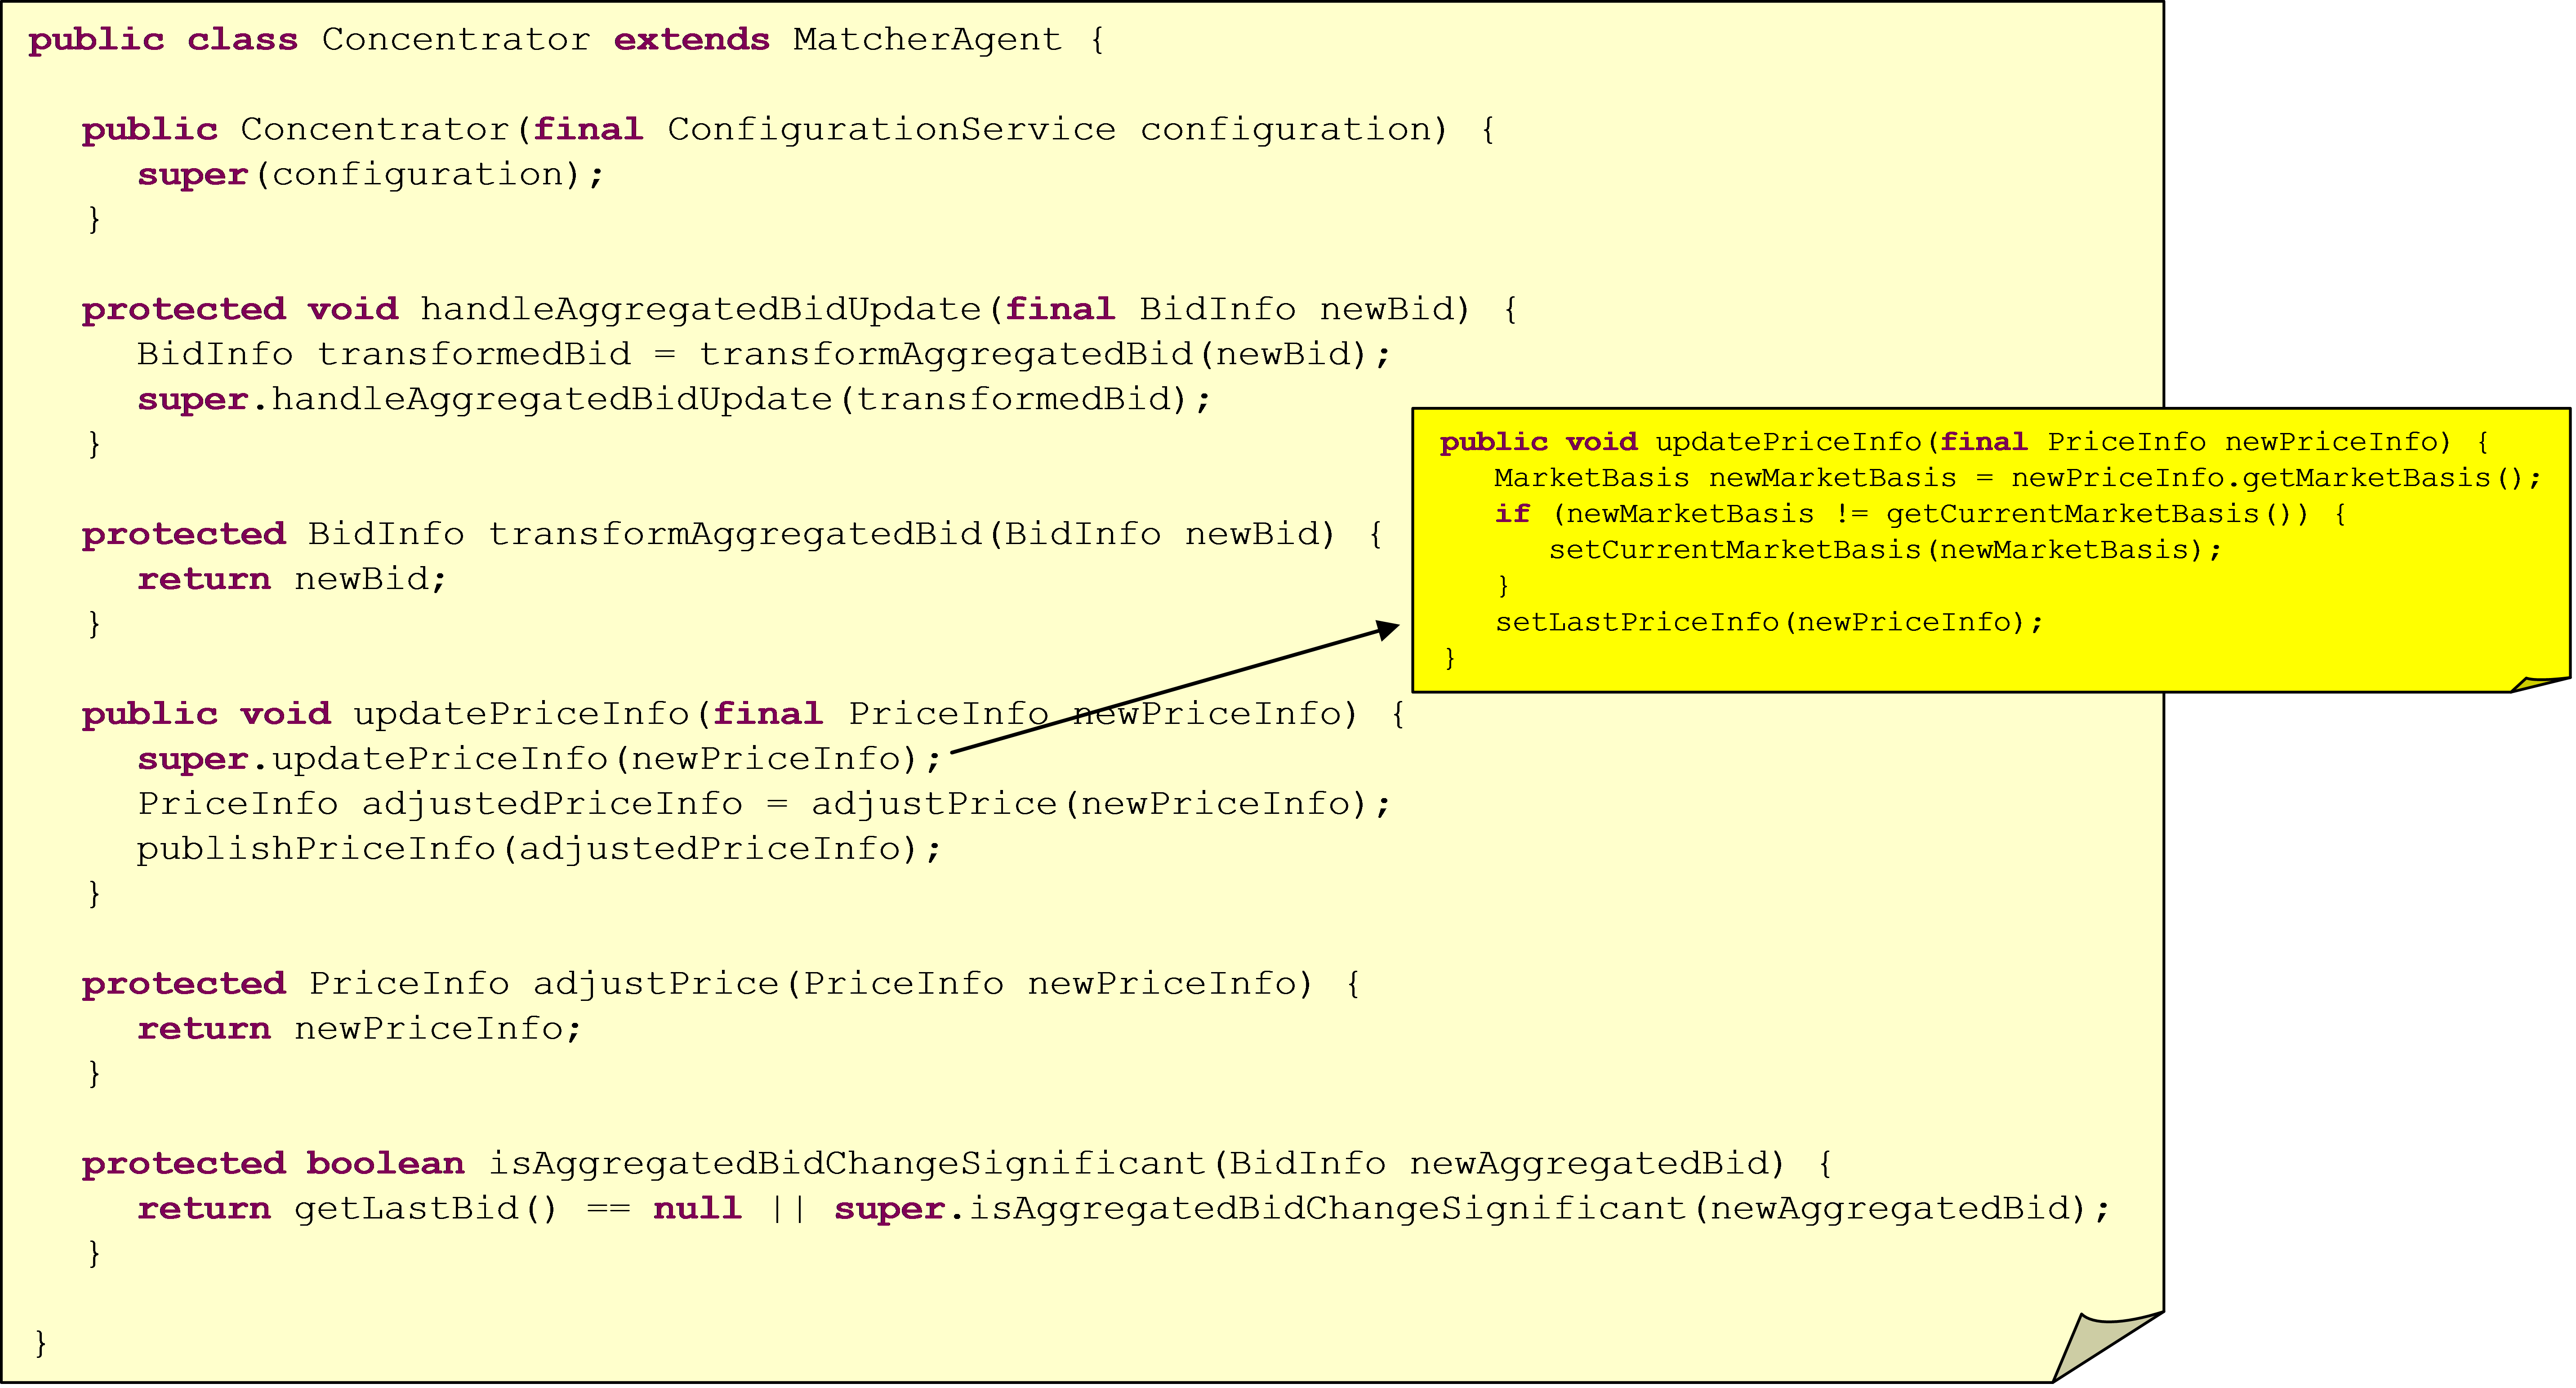 public class Concentrator extends MatcherAgent {
public Concentrator(final ConfigurationService configuration) {
super(configuration);
}
protected void handleAggregatedBidUpdate(final BidInfo newBid) {
BidInfo transformedBid = transformAggregatedBid(newBid);
super.handleAggregatedBidUpdate(transformedBid);
}
protected BidInfo transformAggregatedBid(BidInfo newBid) {
return newBid;
}
public void updatePriceInfo(final PriceInfo newPriceInfo) {
super.updatePriceInfo(newPriceInfo);
PriceInfo adjustedPriceInfo = adjustPrice(newPriceInfo);
publishPriceInfo(adjustedPriceInfo);
}
protected PriceInfo adjustPrice(PriceInfo newPriceInfo) {
return newPriceInfo;
}
protected boolean isAggregatedBidChangeSignificant(BidInfo newAggregatedBid) {
return getLastBid() == null || super.isAggregatedBidChangeSignificant(newAggregatedBid);
}
}
public void updatePriceInfo(final PriceInfo newPriceInfo) {
MarketBasis newMarketBasis = newPriceInfo.getMarketBasis();
if (newMarketBasis != getCurrentMarketBasis()) {
setCurrentMarketBasis(newMarketBasis);
}
setLastPriceInfo(newPriceInfo);
}